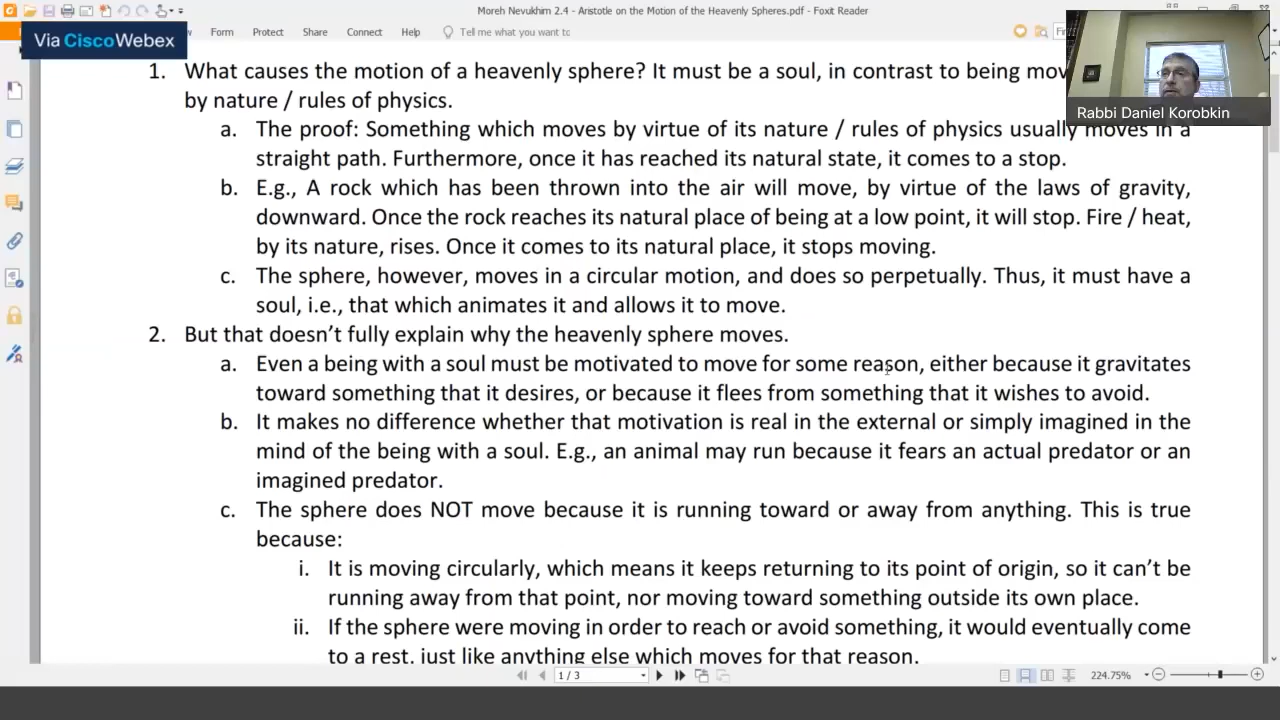 Moreh Nevukhim 2.4 - Aristotle on the Motion of the Heavenly Spheres.pdf - Foxit Reader
Via CiscoWebex
Form Protect Share Connect Help Tell me what you want to
Rabbi Daniel Korobkin
1. What causes the motion of a heavenly sphere? It must be a soul, in contrast to being mov
by nature / rules of physics.
a. The proof: Something which moves by virtue of its nature / rules of physics usually moves in a
straight path. Furthermore, once it has reached its natural state, it comes to a stop.
b. E.g., A rock which has been thrown into the air will move, by virtue of the laws of gravity,
downward. Once the rock reaches its natural place of being at a low point, it will stop. Fire / heat,
by its nature, rises. Once it comes to its natural place, it stops moving.
c. The sphere, however, moves in a circular motion, and does so perpetually. Thus, it must have a
soul, i.e., that which animates it and allows it to move.
2. But that doesn't fully explain why the heavenly sphere moves.
a. Even a being with a soul must be motivated to move for some reason, either because it gravitates
toward something that it desires, or because it flees from something that it wishes to avoid.
b. It makes no difference whether that motivation is real in the external or simply imagined in the
mind of the being with a soul. E.g., an animal may run because it fears an actual predator or an
imagined predator.
c. The sphere does NOT move because it is running toward or away from anything. This is true
because:
i. It is moving circularly, which means it keeps returning to its point of origin, so it can't be
running away from that point, nor moving toward something outside its own place.
ii. If the sphere were moving in order to reach or avoid something, it would eventually come
to a rest, just like anything else which moves for that reason.
1 / 3
224.75%